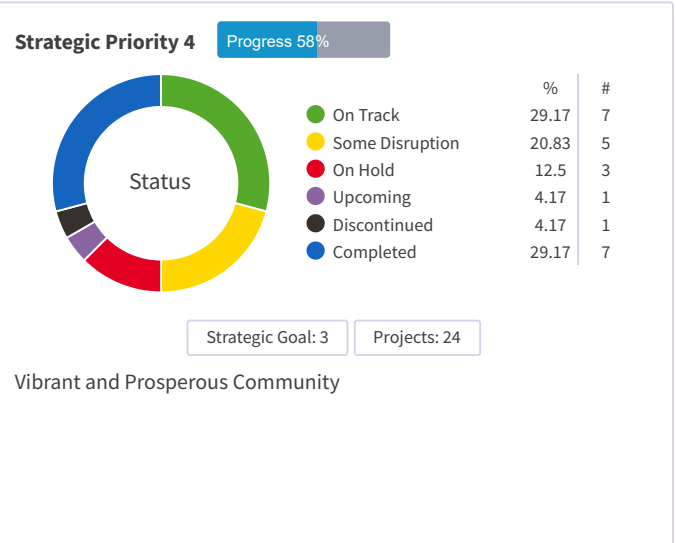 Strategic Priority 4 Progress 58%
Status
% #
On Track 29.17 7
Some Disruption 20.83 5
On Hold 12.5 3
Upcoming 4.17 1
Discontinued 4.17 1
Completed 29.17 7
Strategic Goal: 3 Projects: 24
Vibrant and Prosperous Community